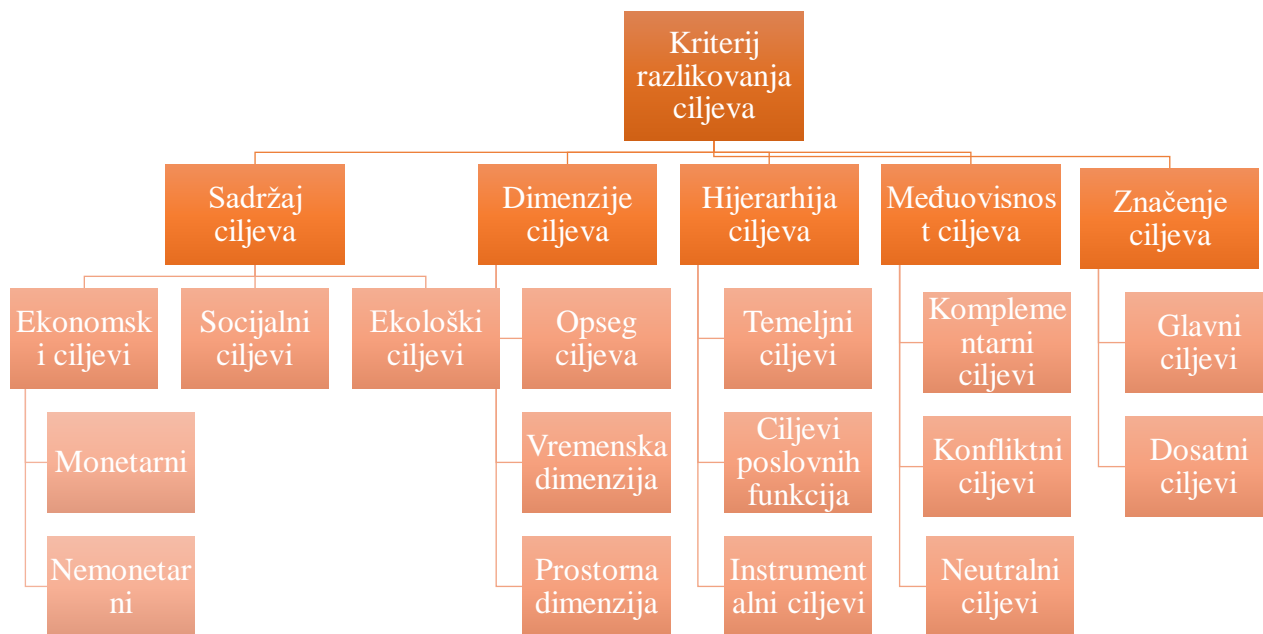 Kriterij
razlikovanja
ciljeva
Sadržaj
ciljeva
Dimenzije
ciljeva
Hijerarhija
ciljeva
Međuovisnos
t ciljeva
Značenje
ciljeva
Ekonomsk
i ciljevi
Socijalni
ciljevi
Ekološki
ciljevi
Monetarni
Nemonetar
ni
Opseg
ciljeva
Vremenska
dimenzija
Prostorna
dimenzija
Temeljni
ciljevi
Ciljevi
poslovnih
funkcija
Instrument
alni ciljevi
Kompleme
ntarni
ciljevi
Konfliktni
ciljevi
Neutralni
ciljevi
Glavni
ciljevi
Dosatni
ciljevi